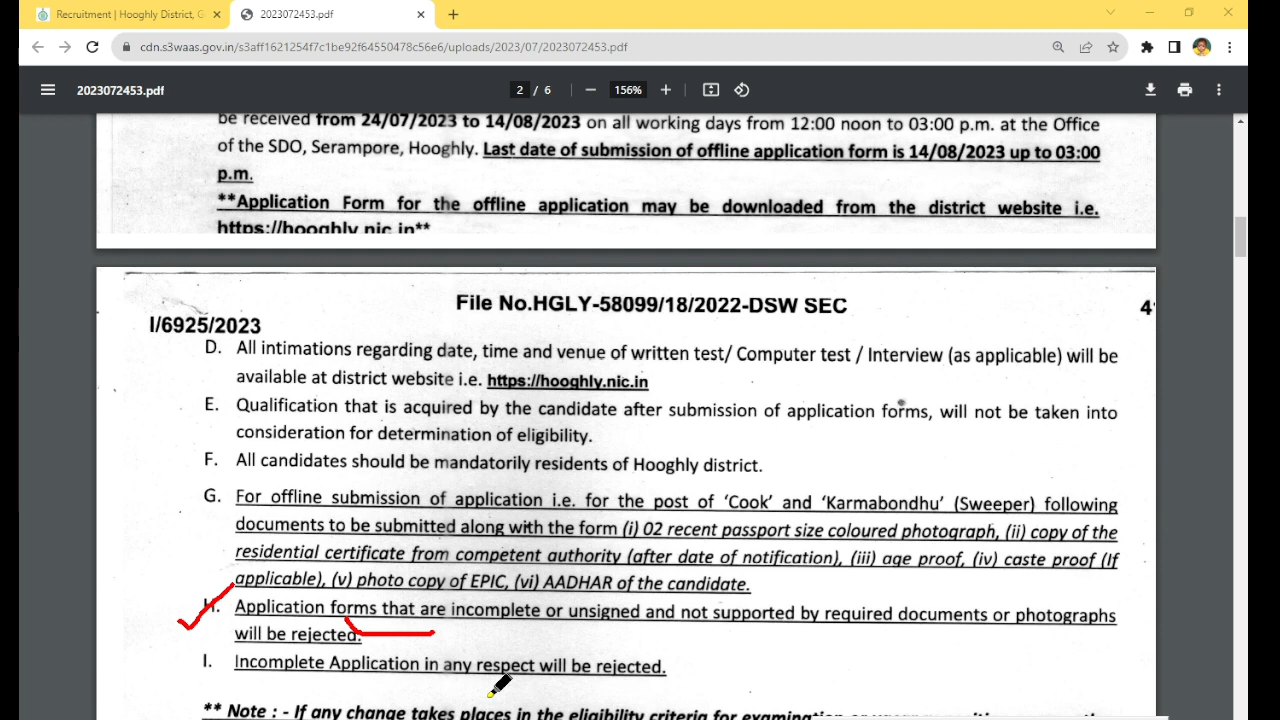 Recruitment | Hooghly District, G
2023072453.pdf
cdn.s3waas.gov.in/s3aff1621254f7c1be92f64550478c56e6/uploads/2023/07/2023072453.pdf
2023072453.pdf
2 / 6
156%
be received from 24/07/2023 to 14/08/2023 on all working days from 12:00 noon to 03:00 p.m. at the Office
of the SDO, Serampore, Hooghly. Last date of submission of offline application form is 14/08/2023 up to 03:00
p.m.
**Application Form for the offline application may be downloaded from the district website i.e.
https://hooghly.nic.in**
File No.HGLY-58099/18/2022-DSW SEC
I/6925/2023
D. All intimations regarding date, time and venue of written test/ Computer test / Interview (as applicable) will be
available at district website i.e. https://hooghly.nic.in
E. Qualification that is acquired by the candidate after submission of application forms, will not be taken into
consideration for determination of eligibility.
F. All candidates should be mandatorily residents of Hooghly district.
G. For offline submission of application i.e. for the post of ‘Cook’ and ‘Karmabondhu’ (Sweeper) following
documents to be submitted along with the form (i) 02 recent passport size coloured photograph, (ii) copy of the
residential certificate from competent authority (after date of notification), (iii) age proof, (iv) caste proof (If
applicable), (v) photo copy of EPIC, (vi) AADHAR of the candidate.
H. Application forms that are incomplete or unsigned and not supported by required documents or photographs
will be rejected.
I. Incomplete Application in any respect will be rejected.
** Note : - If any change takes places in the eligibility criteria for examination or